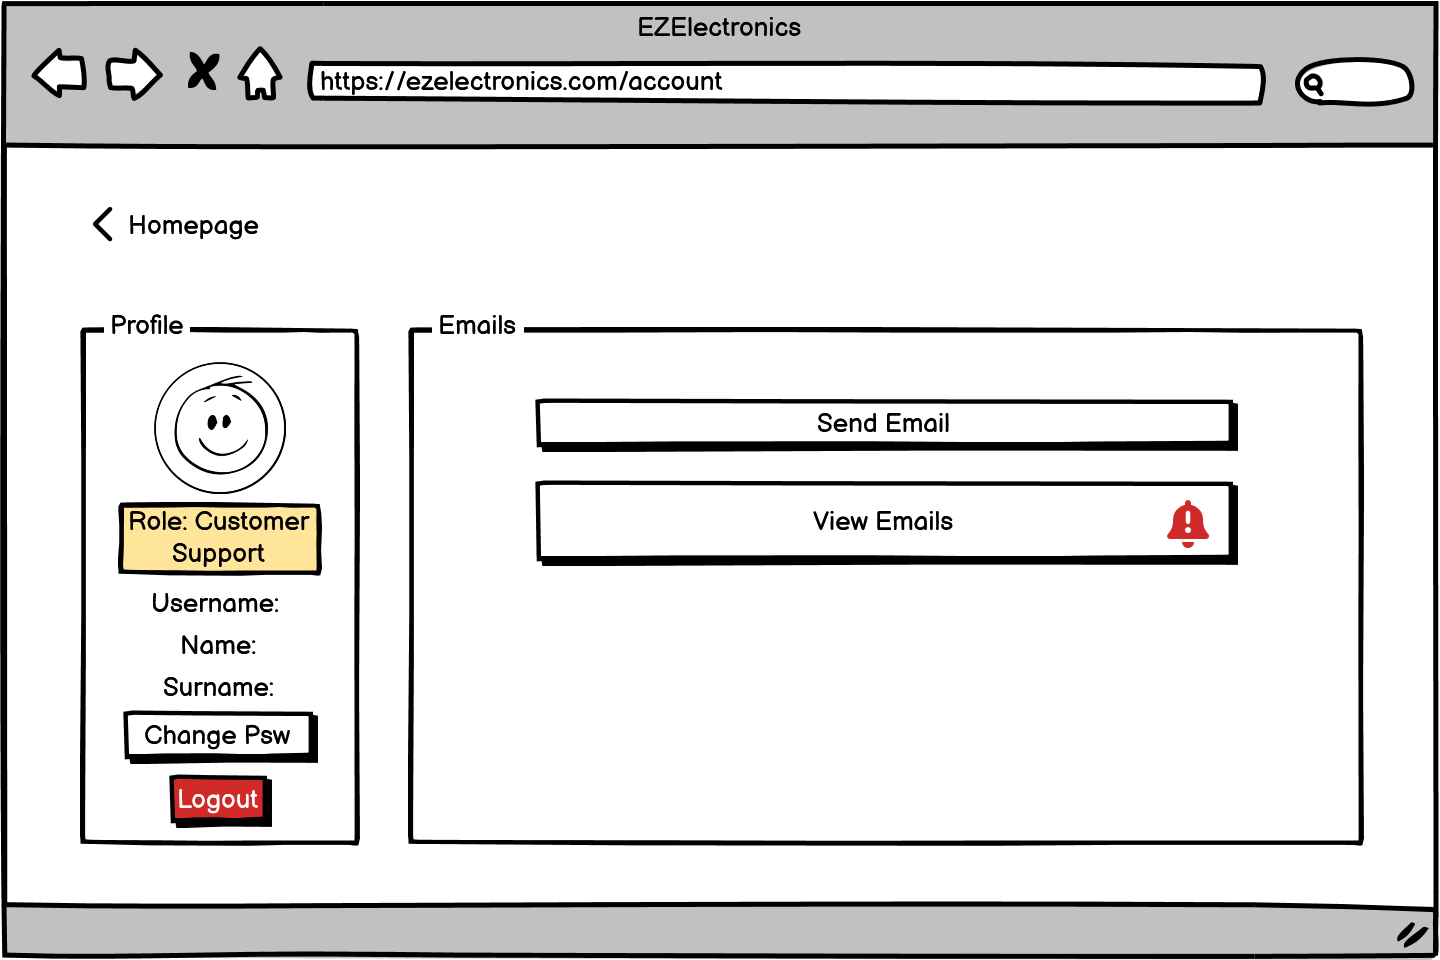 EZElectronics
https://ezelectronics.com/account
Homepage
Profile
Role: Customer
Support
Username:
Name:
Surname:
Change Psw
Logout
Emails
Send Email
View Emails